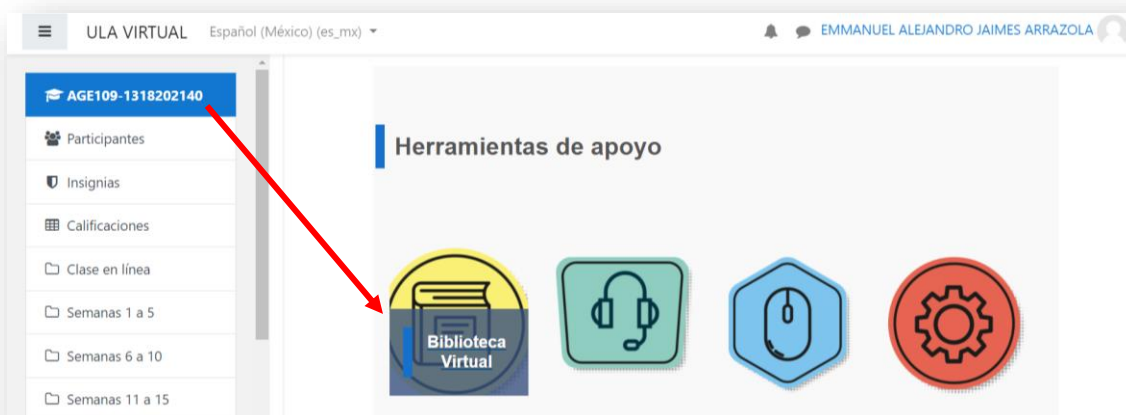 ULA VIRTUAL Español (México) (es_mx) EMMANUEL ALEJANDRO JAIMES ARRAZOLA
AGE109-1318202140
Participantes
Insignias
Calificaciones
Clase en línea
Semanas 1 a 5
Semanas 6 a 10
Semanas 11 a 15
Herramientas de apoyo
Biblioteca
Virtual